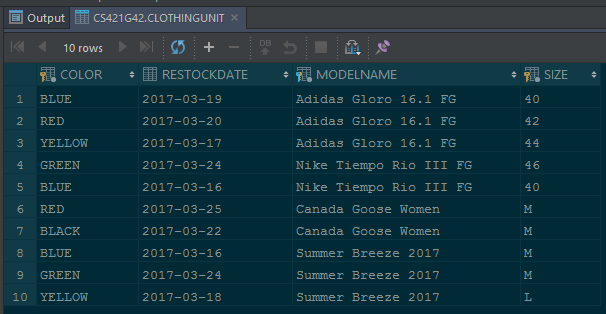 Output CS421G42.CLOTHINGUNIT
10 rows DB
COLOR RESTOCKDATE MODELNAME SIZE
1 BLUE 2017-03-19 Adidas Gloro 16.1 FG 40
2 RED 2017-03-20 Adidas Gloro 16.1 FG 42
3 YELLOW 2017-03-17 Adidas Gloro 16.1 FG 44
4 GREEN 2017-03-24 Nike Tiempo Rio III FG 46
5 BLUE 2017-03-16 Nike Tiempo Rio III FG 40
6 RED 2017-03-25 Canada Goose Women M
7 BLACK 2017-03-22 Canada Goose Women M
8 BLUE 2017-03-16 Summer Breeze 2017 M
9 GREEN 2017-03-24 Summer Breeze 2017 M
10 YELLOW 2017-03-18 Summer Breeze 2017 L